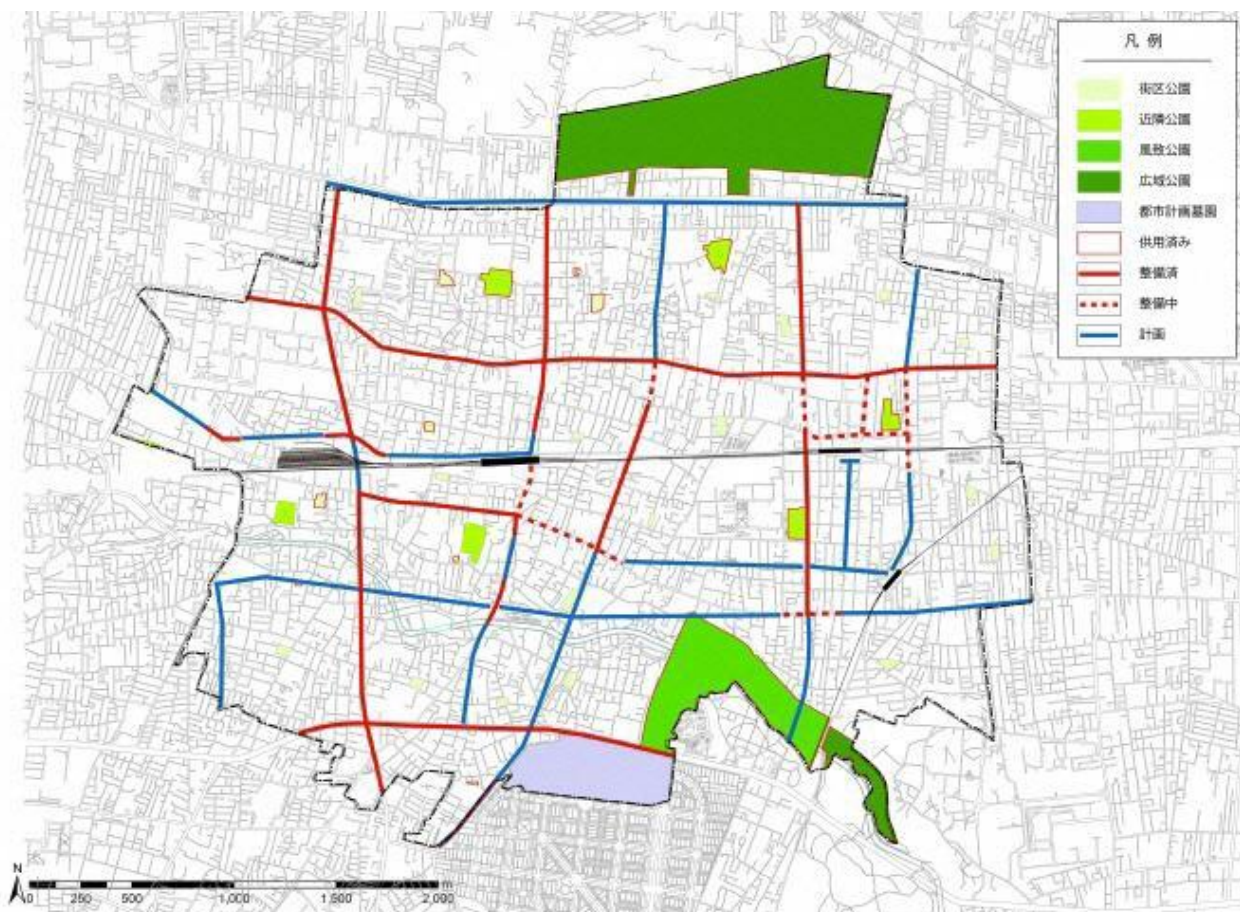 凡 例
街区公園
近隣公園
風致公園
広域公園
都市計画墓園
供用済み
整備済
整備中
計画
N
0 250 500 1,000 1,500 2,000 m